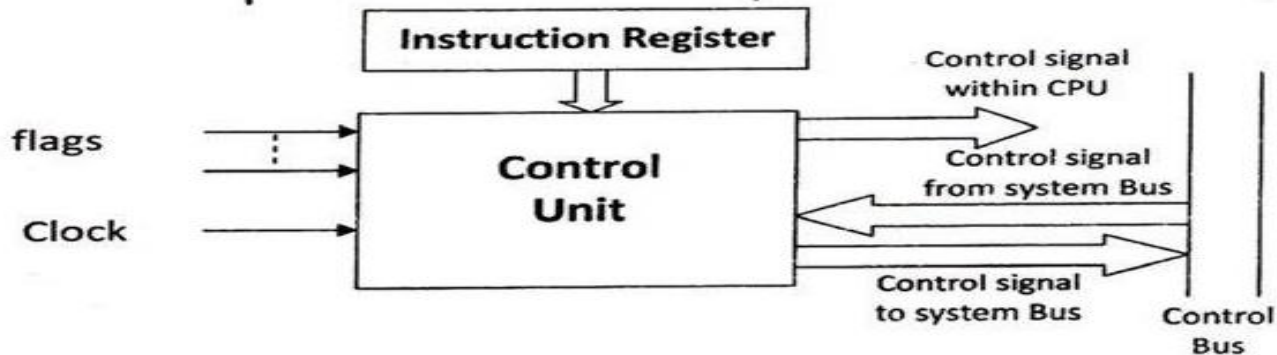 Instruction Register
Control signal
within CPU
flags
Control
Unit
Control signal
from system Bus
Clock
Control signal
to system Bus
Control
Bus